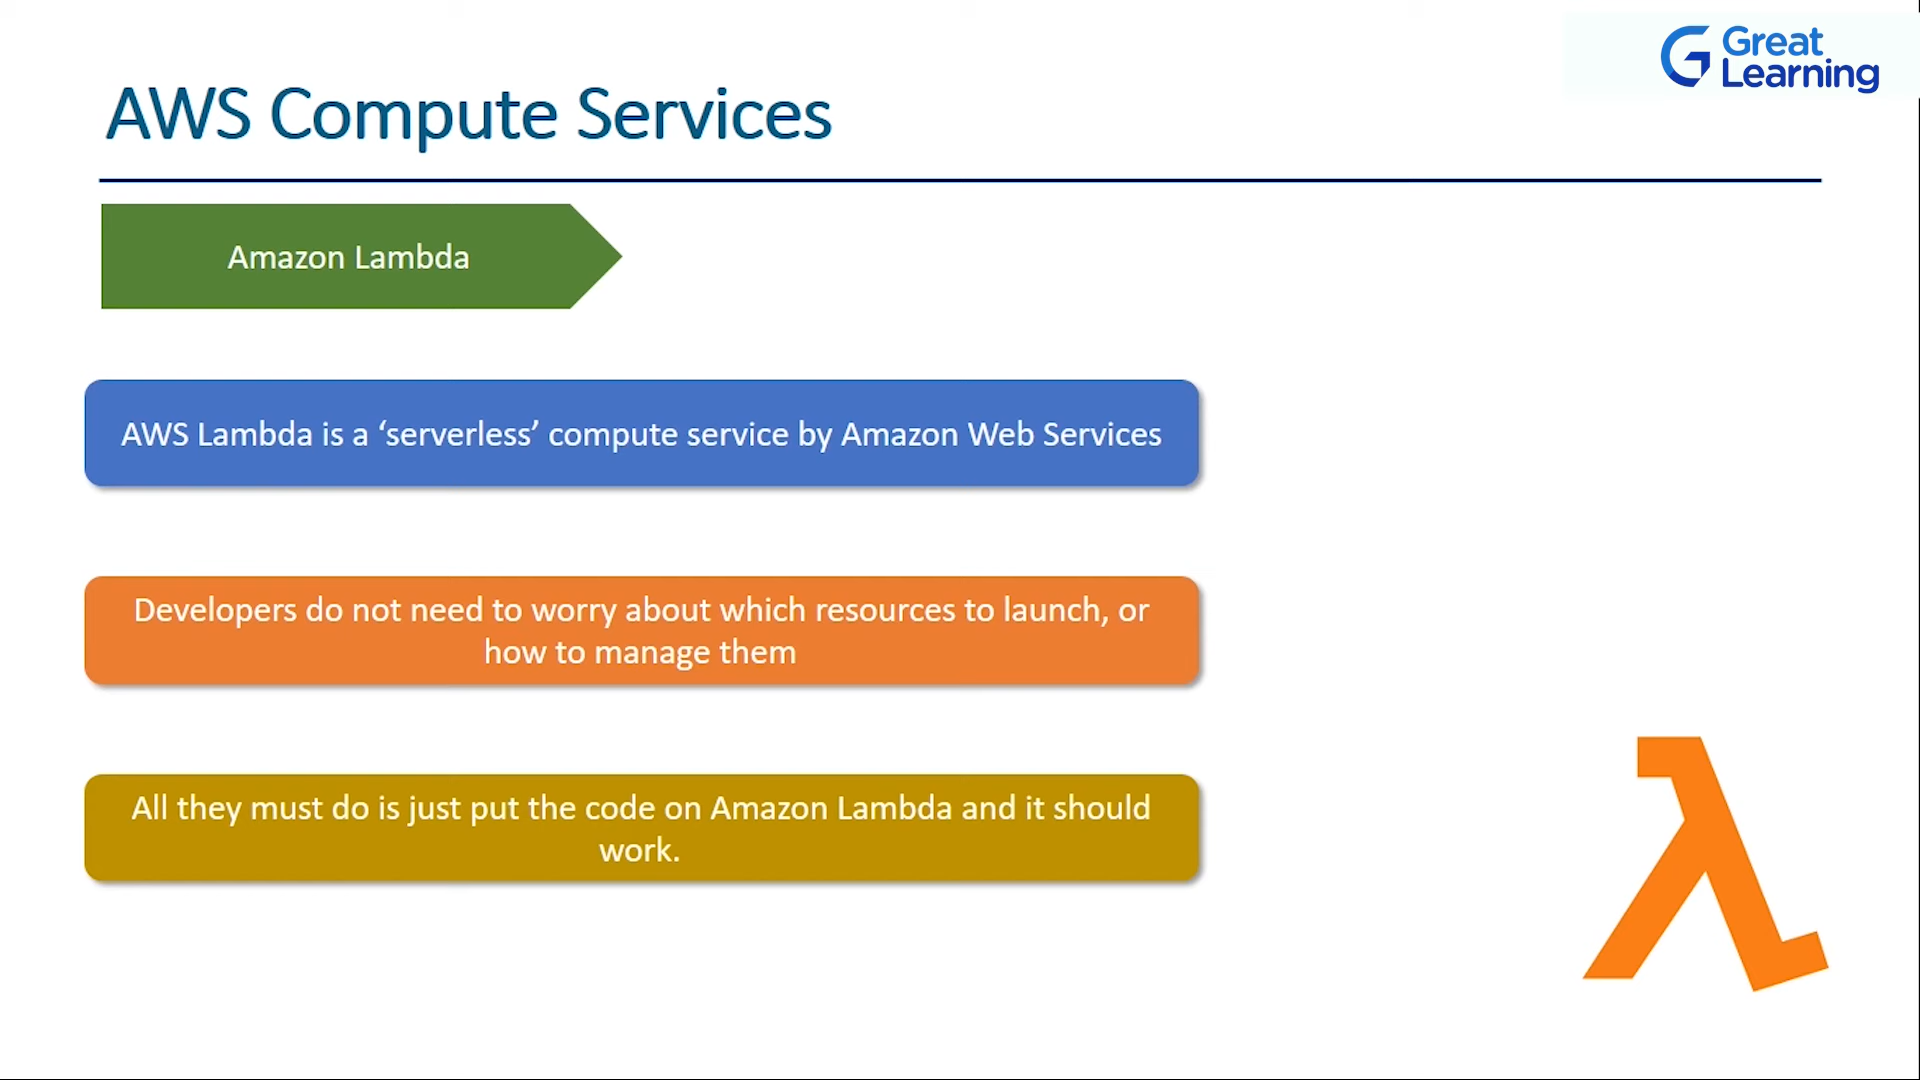 Great
Learning
AWS Compute Services
Amazon Lambda
AWS Lambda is a ‘serverless’ compute service by Amazon Web Services
Developers do not need to worry about which resources to launch, or
how to manage them
All they must do is just put the code on Amazon Lambda and it should
work.